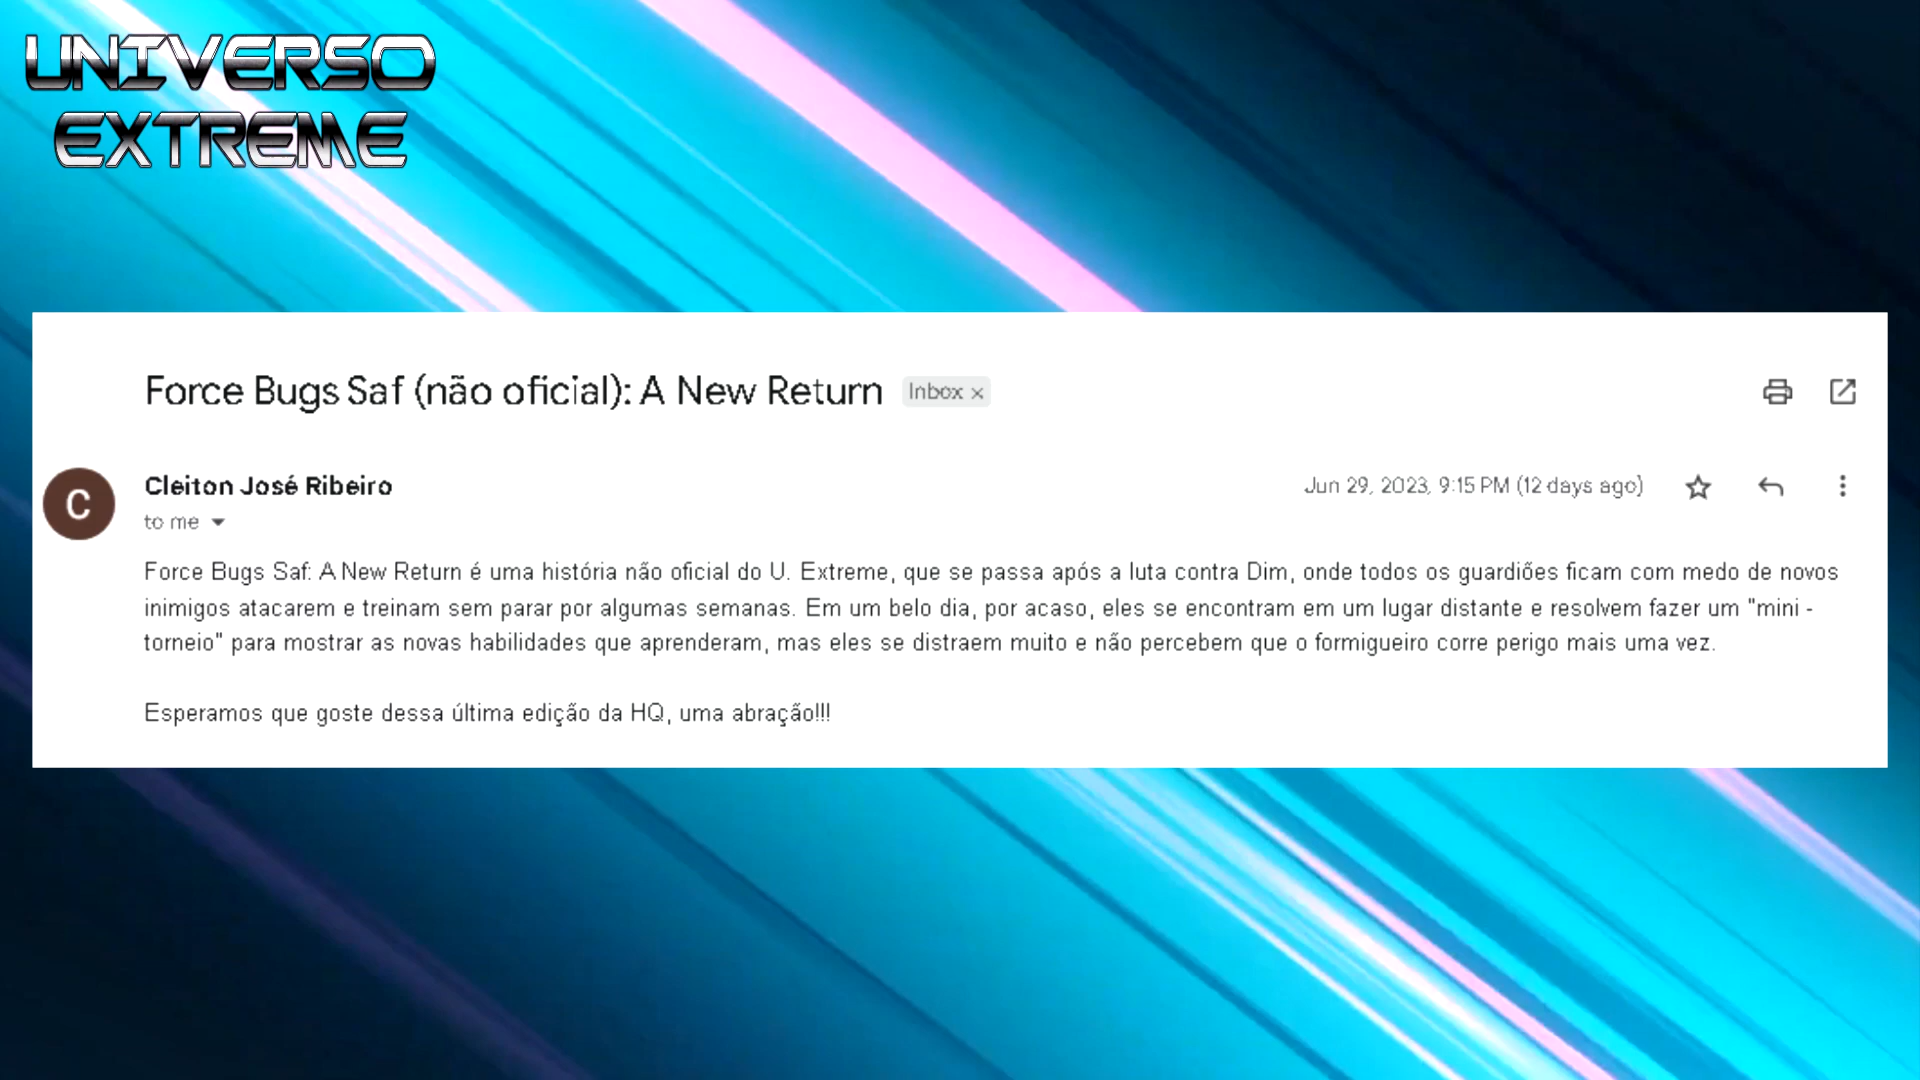 UNIVERSO
EXTREME
Force Bugs Saf (não oficial): A New Return Inbox ×
C
Cleiton José Ribeiro Jun 29, 2023, 9:15 PM (12 days ago)
to me
Force Bugs Saf: A New Return é uma história não oficial do U. Extreme, que se passa após a luta contra Dim, onde todos os guardiões ficam com medo de novos
inimigos atacarem e treinam sem parar por algumas semanas. Em um belo dia, por acaso, eles se encontram em um lugar distante e resolvem fazer um "mini -
torneio" para mostrar as novas habilidades que aprenderam, mas eles se distraem muito e não percebem que o formigueiro corre perigo mais uma vez.
Esperamos que goste dessa última edição da HQ, uma abração!!!